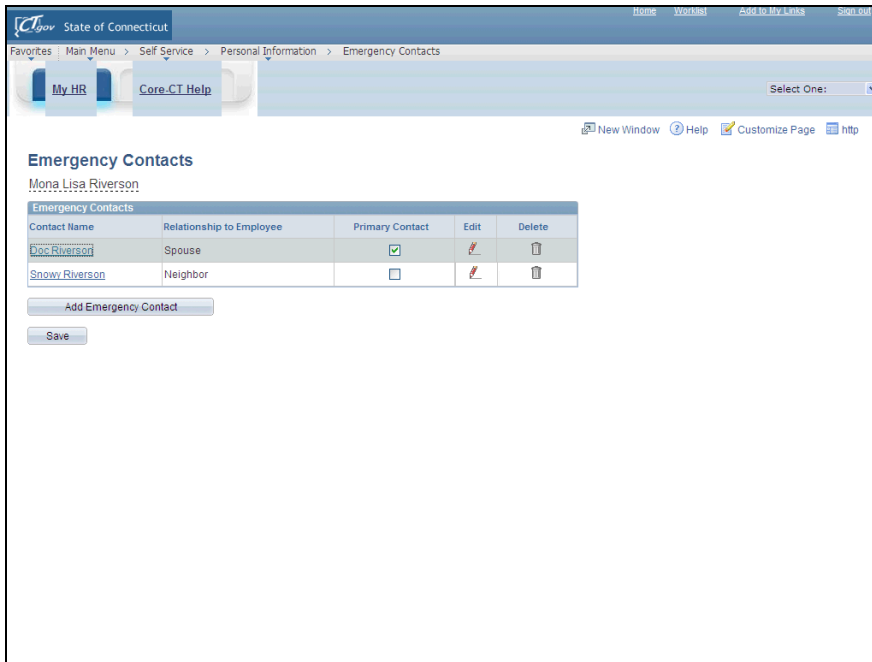 Home Worklist Add to My Links Sign out
CT.gov State of Connecticut
Favorites Main Menu > Self Service > Personal Information > Emergency Contacts
My HR Core-CT Help
Select One:
New Window Help Customize Page http
Emergency Contacts
Mona Lisa Riverson
Emergency Contacts
Contact Name Relationship to Employee Primary Contact Edit Delete
Doc Riverson Spouse
Snowy Riverson Neighbor
Add Emergency Contact
Save